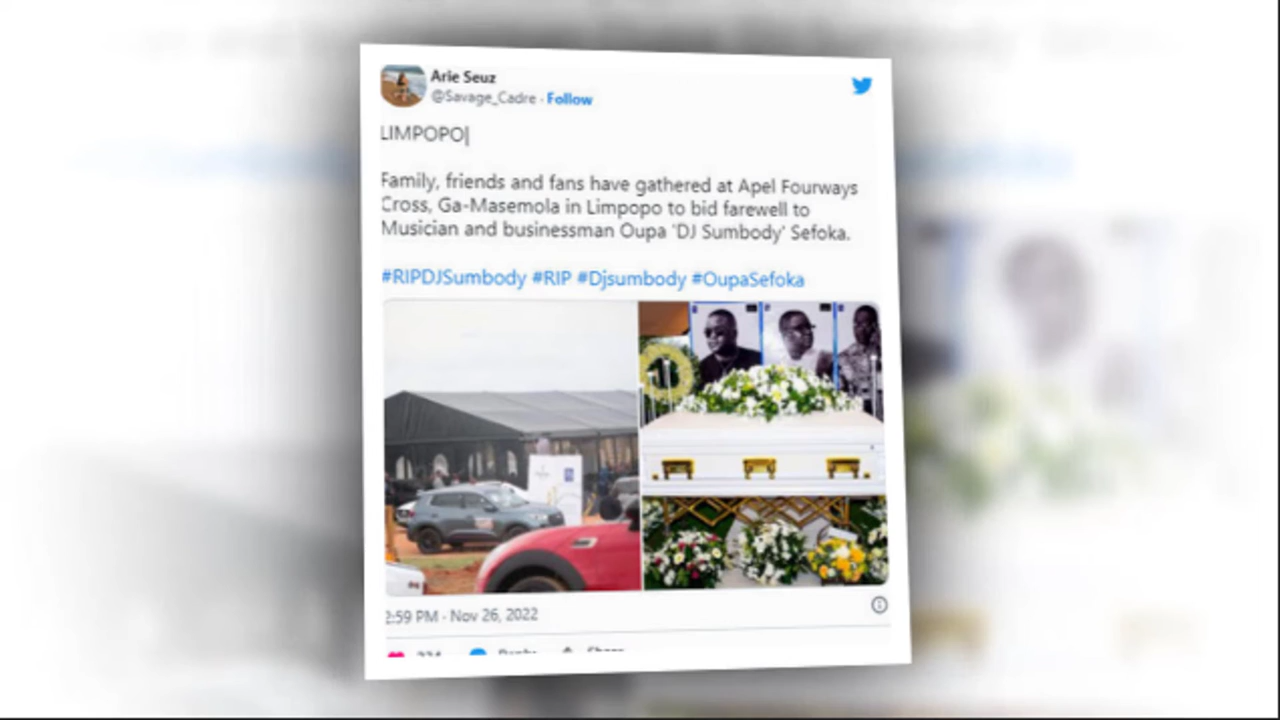 Arie Seuz
@Savage_Cadre · Follow
LIMPOPO|
Family, friends and fans have gathered at Apel Fourways
Cross, Ga-Masemola in Limpopo to bid farewell to
Musician and businessman Oupa 'DJ Sumbody' Sefoka.
#RIPDJSumbody #RIP #Djsumbody #OupaSefoka
2:59 PM · Nov 26, 2022